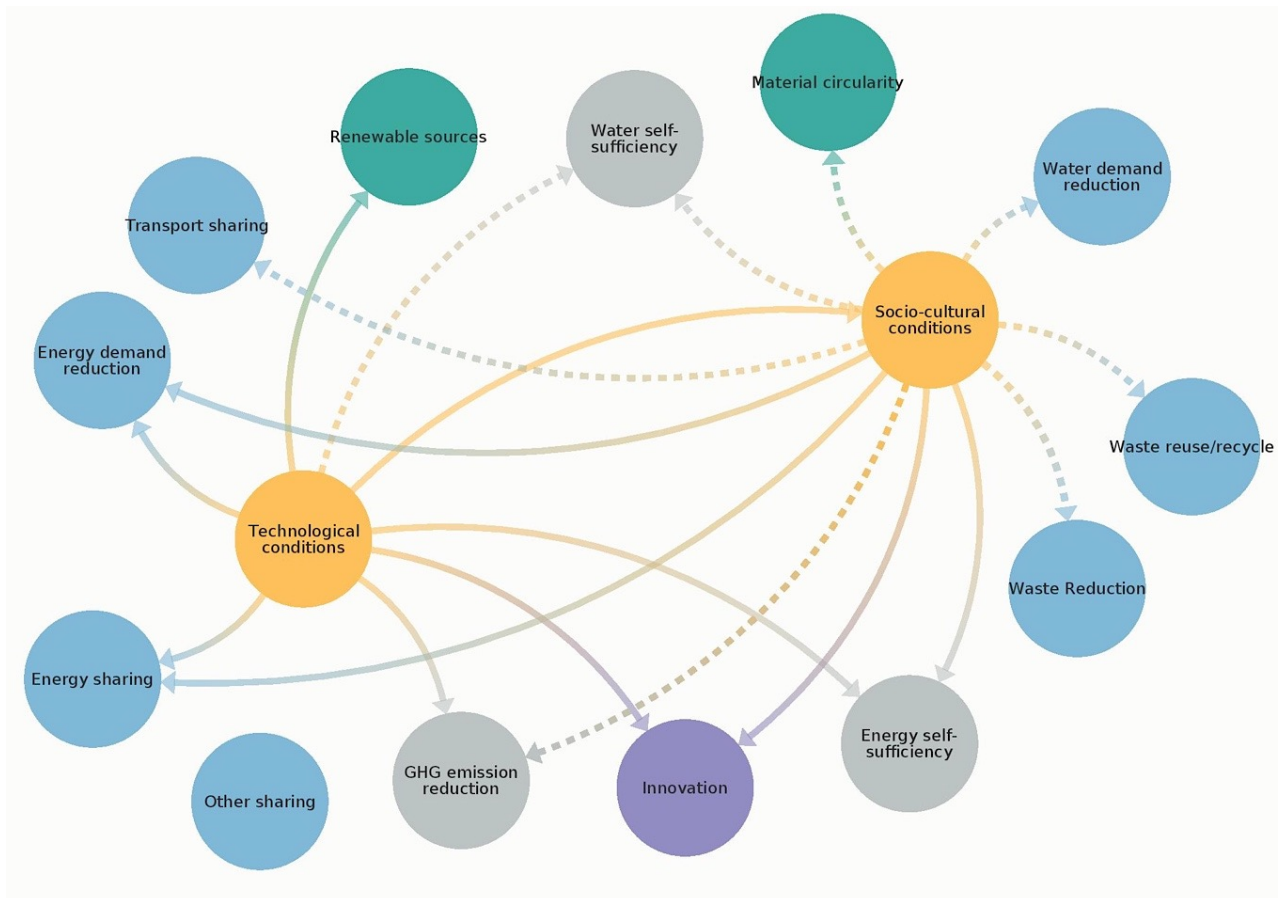 Material circularity
Renewable sources
Water self-
sufficiency
Water demand
reduction
Transport sharing
Socio-cultural
conditions
Energy demand
reduction
Waste reuse/recycle
Technological
conditions
Waste Reduction
Energy sharing
Energy self-
sufficiency
GHG emission
reduction
Innovation
Other sharing